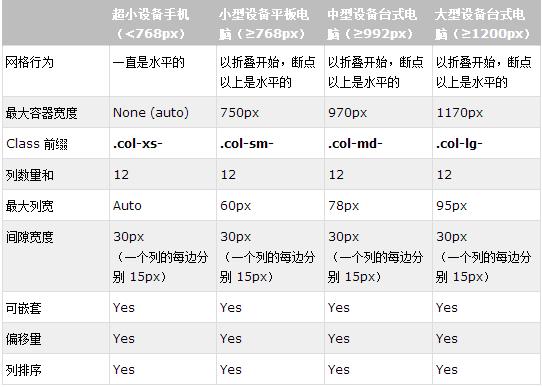 超小设备手机 小型设备平板电 中型设备台式电 大型设备台式电
（<768px） 脑（≥768px） 脑（≥992px） 脑（≥1200px）
网格行为 一直是水平的 以折叠开始，断点 以折叠开始，断点 以折叠开始，断点
以上是水平的 以上是水平的 以上是水平的
最大容器宽度 None (auto) 750px 970px 1170px
Class 前缀 .col-xs- .col-sm- .col-md- .col-lg-
列数量和 12 12 12 12
最大列宽 Auto 60px 78px 95px
间隙宽度 30px 30px 30px 30px
（一个列的每边分 （一个列的每边分 （一个列的每边分 （一个列的每边分
别 15px） 别 15px） 别 15px） 别 15px）
可嵌套 Yes Yes Yes Yes
偏移量 Yes Yes Yes Yes
列排序 Yes Yes Yes Yes